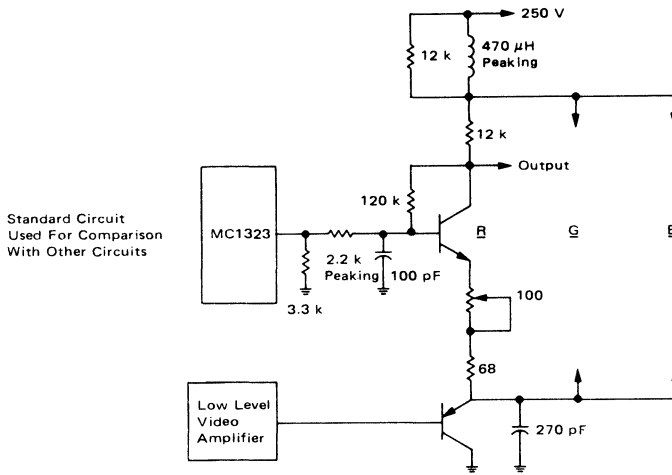 250 V
12 k
470 µH
Peaking
12 k
Output
120 k
Standard Circuit
Used For Comparison
With Other Circuits
MC1323
R
G
2.2 k
Peaking
100 pF
3.3 k
100
68
Low Level
Video
Amplifier
270 pF